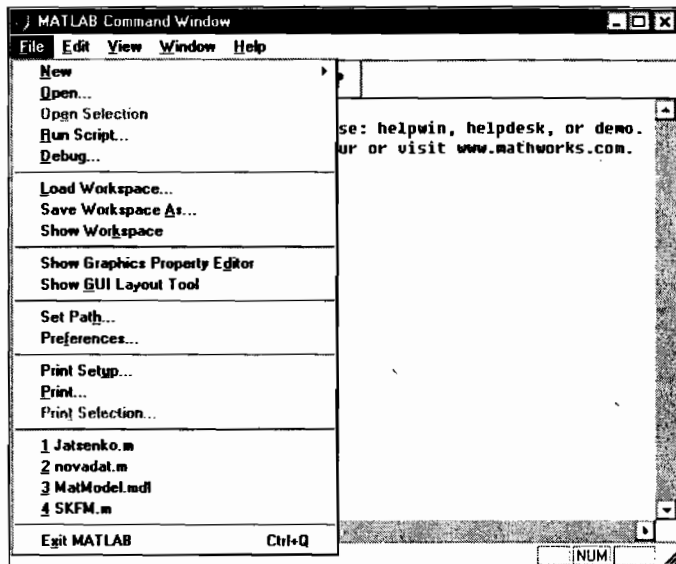 MATLAB Command Window
File Edit View Window Help
New
Open...
Open Selection
Run Script...
Debug...
se: helpwin, helpdesk, or demo.
ur or visit www.mathworks.com.
Load Workspace...
Save Workspace As...
Show Workspace
Show Graphics Property Editor
Show GUI Layout Tool
Set Path...
Preferences...
Print Setup...
Print...
Print Selection...
1 Jatsenko.m
2 novadat.m
3 MatModel.mdl
4 SKFM.m
Exit MATLAB Ctrl+Q
NUM